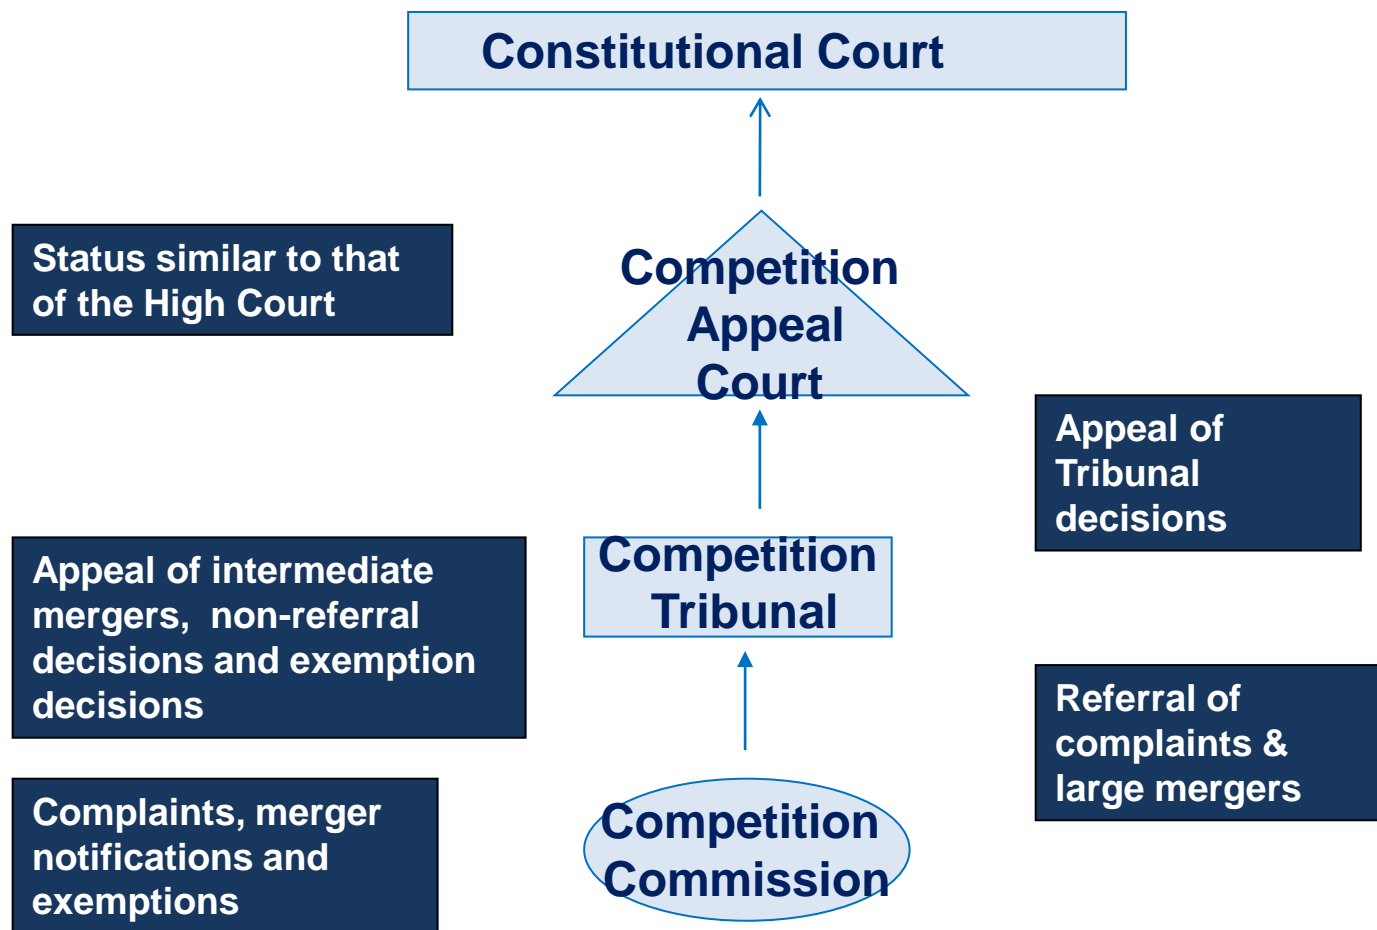 Constitutional Court
Status similar to that
of the High Court
Competition
Appeal
Court
Appeal of
Tribunal
decisions
Appeal of intermediate
mergers,  non-referral
decisions and exemption
decisions
Competition
Tribunal
Referral of
complaints &
large mergers
Complaints, merger
notifications and
exemptions
Competition
Commission